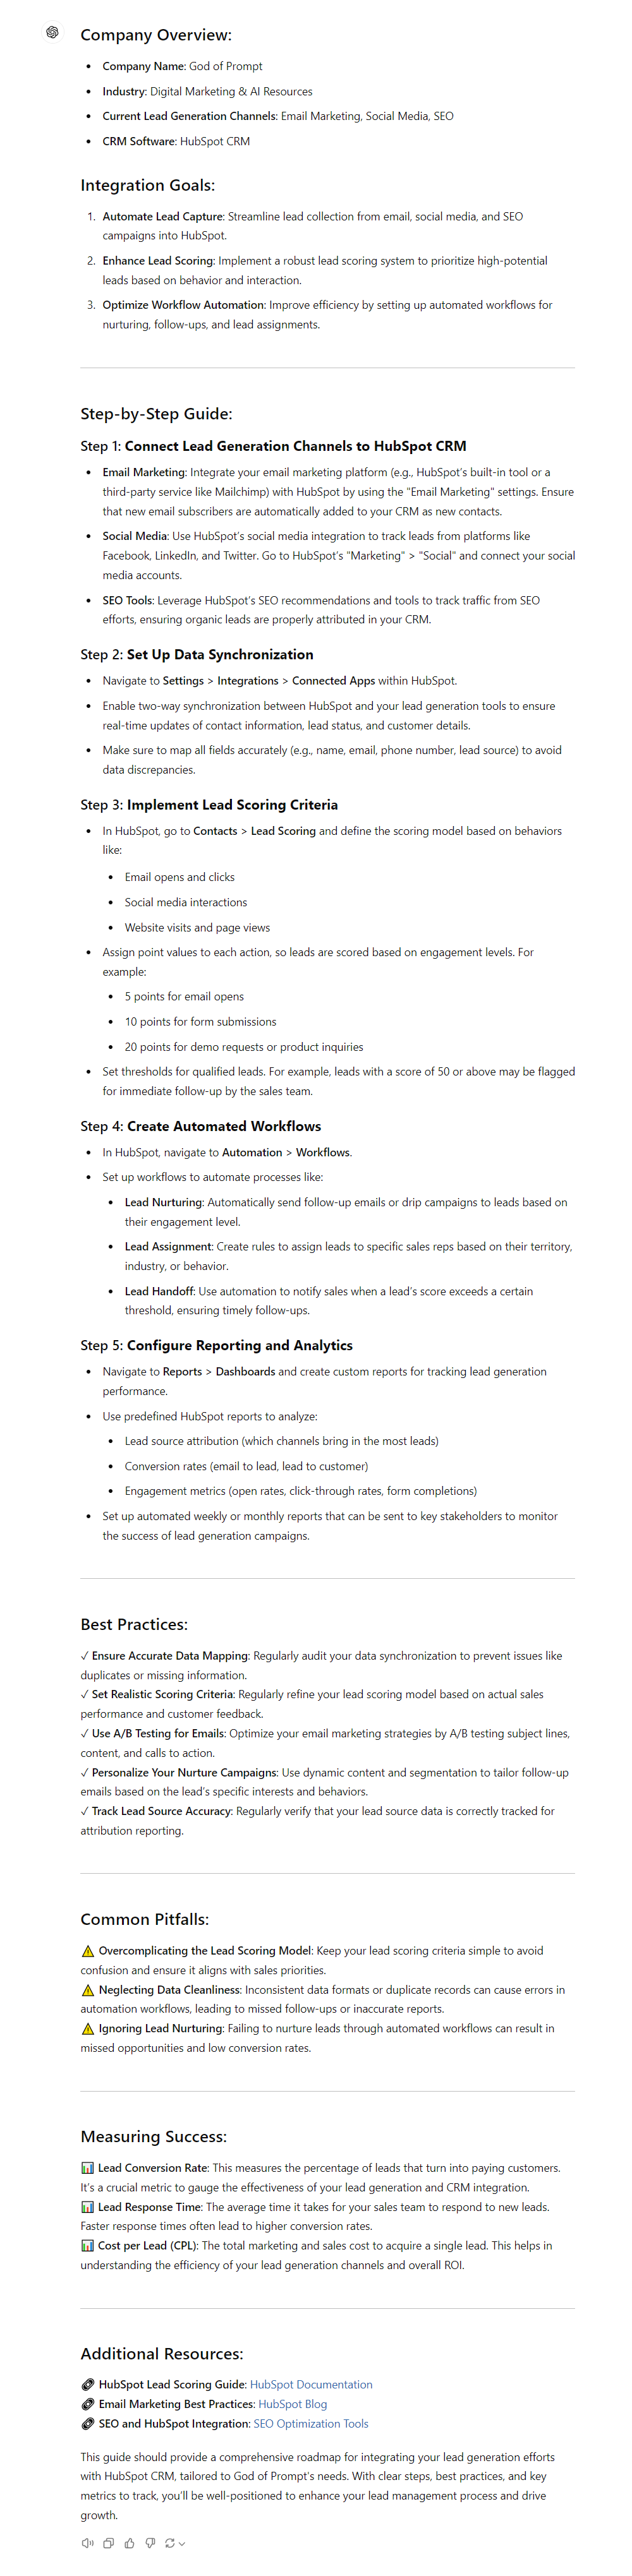 Company Overview:
• Company Name: God of Prompt
• Industry: Digital Marketing & AI Resources
• Current Lead Generation Channels: Email Marketing, Social Media, SEO
• CRM Software: HubSpot CRM
Integration Goals:
1. Automate Lead Capture: Streamline lead collection from email, social media, and SEO
campaigns into HubSpot.
2. Enhance Lead Scoring: Implement a robust lead scoring system to prioritize high-potential
leads based on behavior and interaction.
3. Optimize Workflow Automation: Improve efficiency by setting up automated workflows for
nurturing, follow-ups, and lead assignments.
Step-by-Step Guide:
Step 1: Connect Lead Generation Channels to HubSpot CRM
• Email Marketing: Integrate your email marketing platform (e.g., HubSpot's built-in tool or a
third-party service like Mailchimp) with HubSpot by using the "Email Marketing" settings. Ensure
that new email subscribers are automatically added to your CRM as new contacts.
• Social Media: Use HubSpot's social media integration to track leads from platforms like
Facebook, LinkedIn, and Twitter. Go to HubSpot's "Marketing" > "Social" and connect your social
media accounts.
• SEO Tools: Leverage HubSpot's SEO recommendations and tools to track traffic from SEO
efforts, ensuring organic leads are properly attributed in your CRM.
Step 2: Set Up Data Synchronization
• Navigate to Settings > Integrations > Connected Apps within HubSpot.
• Enable two-way synchronization between HubSpot and your lead generation tools to ensure
real-time updates of contact information, lead status, and customer details.
• Make sure to map all fields accurately (e.g., name, email, phone number, lead source) to avoid
data discrepancies.
Step 3: Implement Lead Scoring Criteria
• In HubSpot, go to Contacts > Lead Scoring and define the scoring model based on behaviors
like:
• Email opens and clicks
• Social media interactions
• Website visits and page views
• Assign point values to each action, so leads are scored based on engagement levels. For
example:
• 5 points for email opens
• 10 points for form submissions
• 20 points for demo requests or product inquiries
• Set thresholds for qualified leads. For example, leads with a score of 50 or above may be flagged
for immediate follow-up by the sales team.
Step 4: Create Automated Workflows
• In HubSpot, navigate to Automation > Workflows.
• Set up workflows to automate processes like:
• Lead Nurturing: Automatically send follow-up emails or drip campaigns to leads based on
their engagement level.
• Lead Assignment: Create rules to assign leads to specific sales reps based on their territory,
industry, or behavior.
• Lead Handoff: Use automation to notify sales when a lead's score exceeds a certain
threshold, ensuring timely follow-ups.
Step 5: Configure Reporting and Analytics
• Navigate to Reports > Dashboards and create custom reports for tracking lead generation
performance.
• Use predefined HubSpot reports to analyze:
• Lead source attribution (which channels bring in the most leads)
• Conversion rates (email to lead, lead to customer)
• Engagement metrics (open rates, click-through rates, form completions)
• Set up automated weekly or monthly reports that can be sent to key stakeholders to monitor
the success of lead generation campaigns.
Best Practices:
✓ Ensure Accurate Data Mapping: Regularly audit your data synchronization to prevent issues like
duplicates or missing information.
✓ Set Realistic Scoring Criteria: Regularly refine your lead scoring model based on actual sales
performance and customer feedback.
✓ Use A/B Testing for Emails: Optimize your email marketing strategies by A/B testing subject lines,
content, and calls to action.
✓ Personalize Your Nurture Campaigns: Use dynamic content and segmentation to tailor follow-up
emails based on the lead's specific interests and behaviors.
✓ Track Lead Source Accuracy: Regularly verify that your lead source data is correctly tracked for
attribution reporting.
Common Pitfalls:
⚠ Overcomplicating the Lead Scoring Model: Keep your lead scoring criteria simple to avoid
confusion and ensure it aligns with sales priorities.
⚠ Neglecting Data Cleanliness: Inconsistent data formats or duplicate records can cause errors in
automation workflows, leading to missed follow-ups or inaccurate reports.
⚠ Ignoring Lead Nurturing: Failing to nurture leads through automated workflows can result in
missed opportunities and low conversion rates.
Measuring Success:
📊 Lead Conversion Rate: This measures the percentage of leads that turn into paying customers.
It's a crucial metric to gauge the effectiveness of your lead generation and CRM integration.
📊 Lead Response Time: The average time it takes for your sales team to respond to new leads.
Faster response times often lead to higher conversion rates.
📊 Cost per Lead (CPL): The total marketing and sales cost to acquire a single lead. This helps in
understanding the efficiency of your lead generation channels and overall ROI.
Additional Resources:
🔗 HubSpot Lead Scoring Guide: HubSpot Documentation
🔗 Email Marketing Best Practices: HubSpot Blog
🔗 SEO and HubSpot Integration: SEO Optimization Tools
This guide should provide a comprehensive roadmap for integrating your lead generation efforts
with HubSpot CRM, tailored to God of Prompt's needs. With clear steps, best practices, and key
metrics to track, you'll be well-positioned to enhance your lead management process and drive
growth.